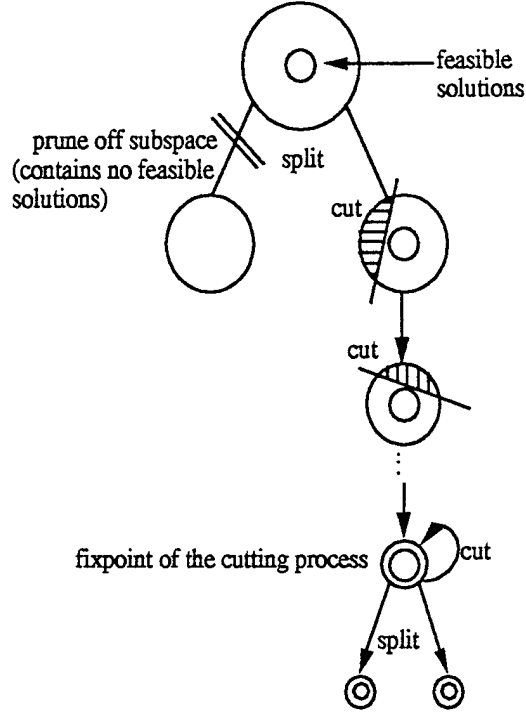 feasible
solutions
prune off subspace
(contains no feasible
solutions)
split
cut
cut
fixpoint of the cutting process
cut
split